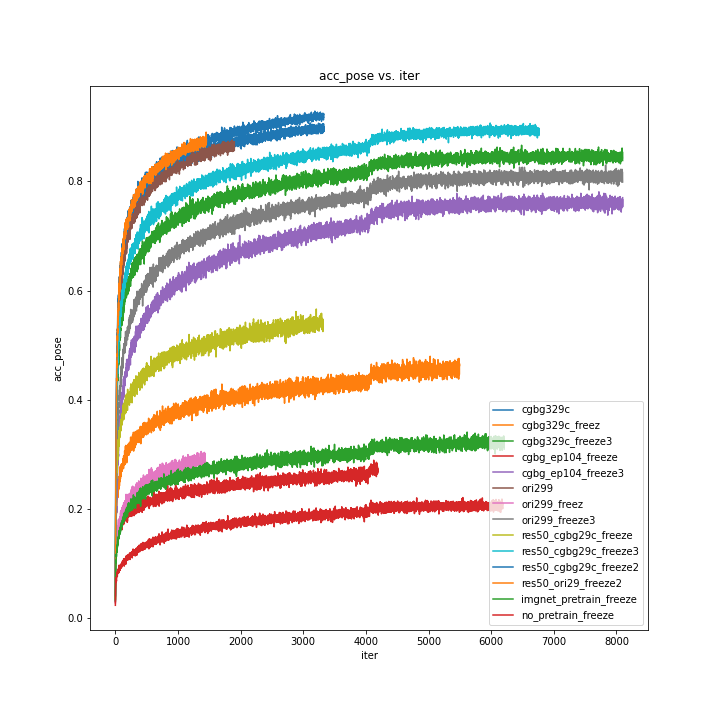 acc_pose vs. iter
acc_pose
0.8
0.6
0.4
0.2
0.0
0
1000
2000
3000
4000
5000
6000
7000
8000
iter
cgbg329c
cgbg329c_freez
cgbg329c_freeze3
cgbg_ep104_freeze
cgbg_ep104_freeze3
ori299
ori299_freez
ori299_freeze3
res50_cgbg29c_freeze
res50_cgbg29c_freeze3
res50_cgbg29c_freeze2
res50_ori29_freeze2
imgnet_pretrain_freeze
no_pretrain_freeze